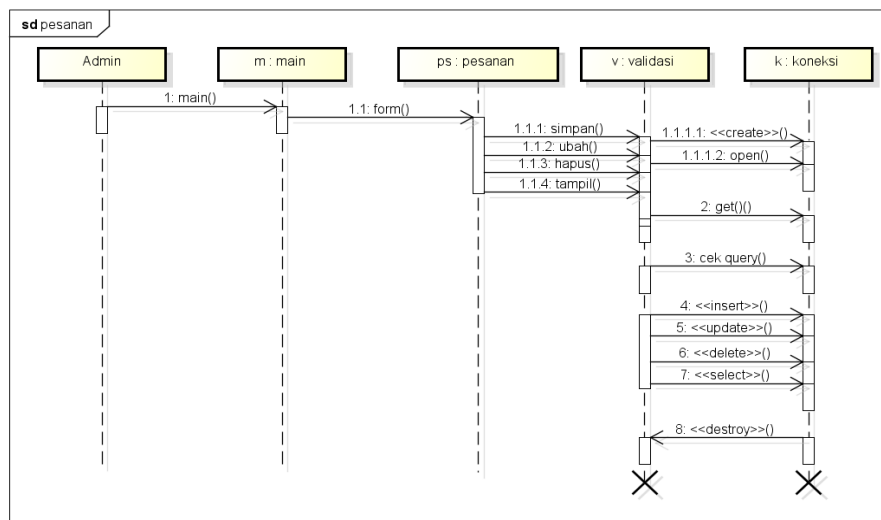 sd pesanan
Admin
m : main
ps : pesanan
v : validasi
k : koneksi
1: main()
1.1: form()
1.1.1: simpan()
1.1.1.1: <<create>>()
1.1.2: ubah()
1.1.1.2: open()
1.1.3: hapus()
1.1.4: tampil()
2: get()()
3: cek query()
4: <<insert>>()
5: <<update>>()
6: <<delete>>()
7: <<select>>()
8: <<destroy>>()